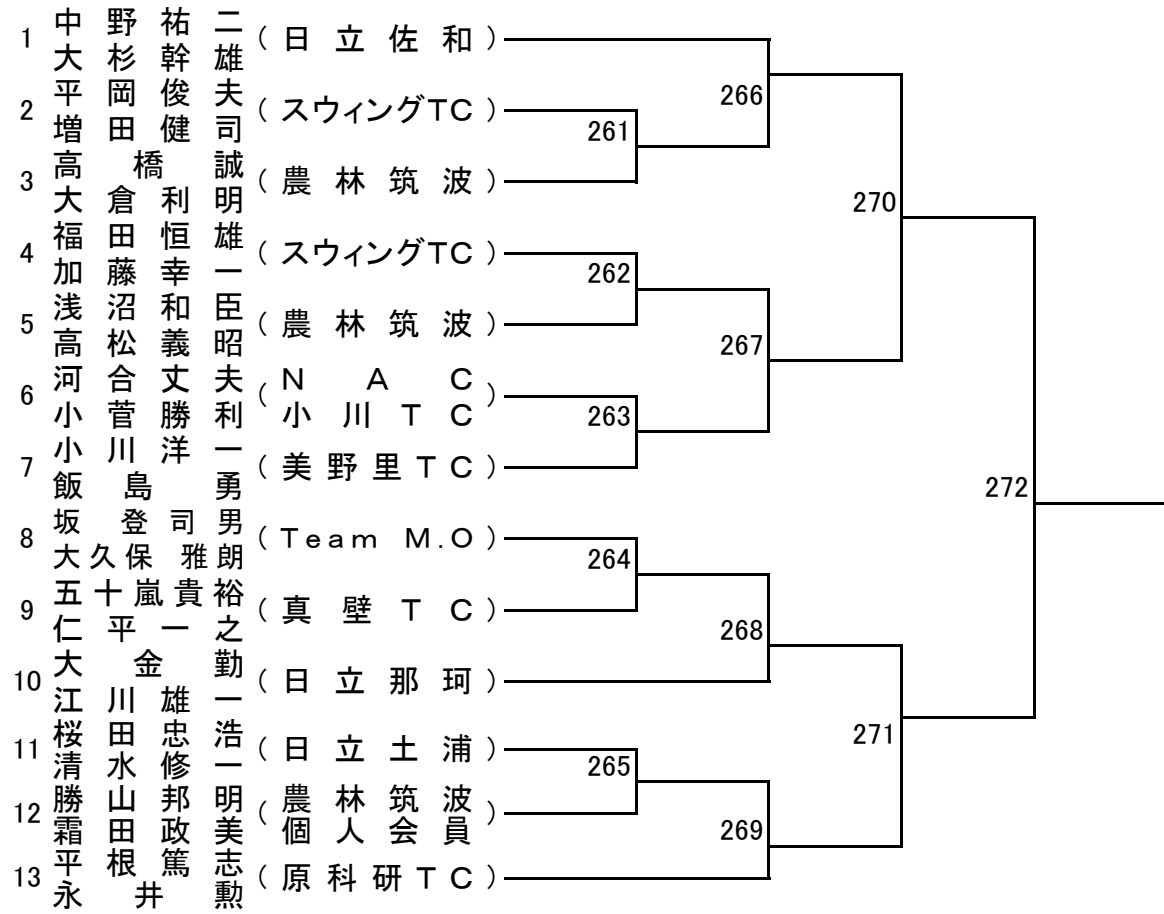 1 中野祐二 (日立佐和)
大杉幹雄
266
2 平岡俊夫 (スウィングTC)
増田健司
261
3 高橋誠 (農林筑波)
大倉利明
270
4 福田恒雄 (スウィングTC)
加藤幸一
262
5 浅沼和臣 (農林筑波)
高松義昭
267
6 河合丈夫 (NAC
小菅勝利 小川TC)
263
7 小川洋一 (美野里TC)
飯島勇
272
8 坂登司男 (Team M.O)
大久保雅朗
264
9 五十嵐貴裕 (真壁TC)
仁平一之
268
10 大金勤 (日立那珂)
江川雄一
271
11 桜田忠浩 (日立土浦)
清水修一
265
12 勝山邦明 (農林筑波
霜田政美 個人会員)
269
13 平根篤志 (原科研TC)
永井勲